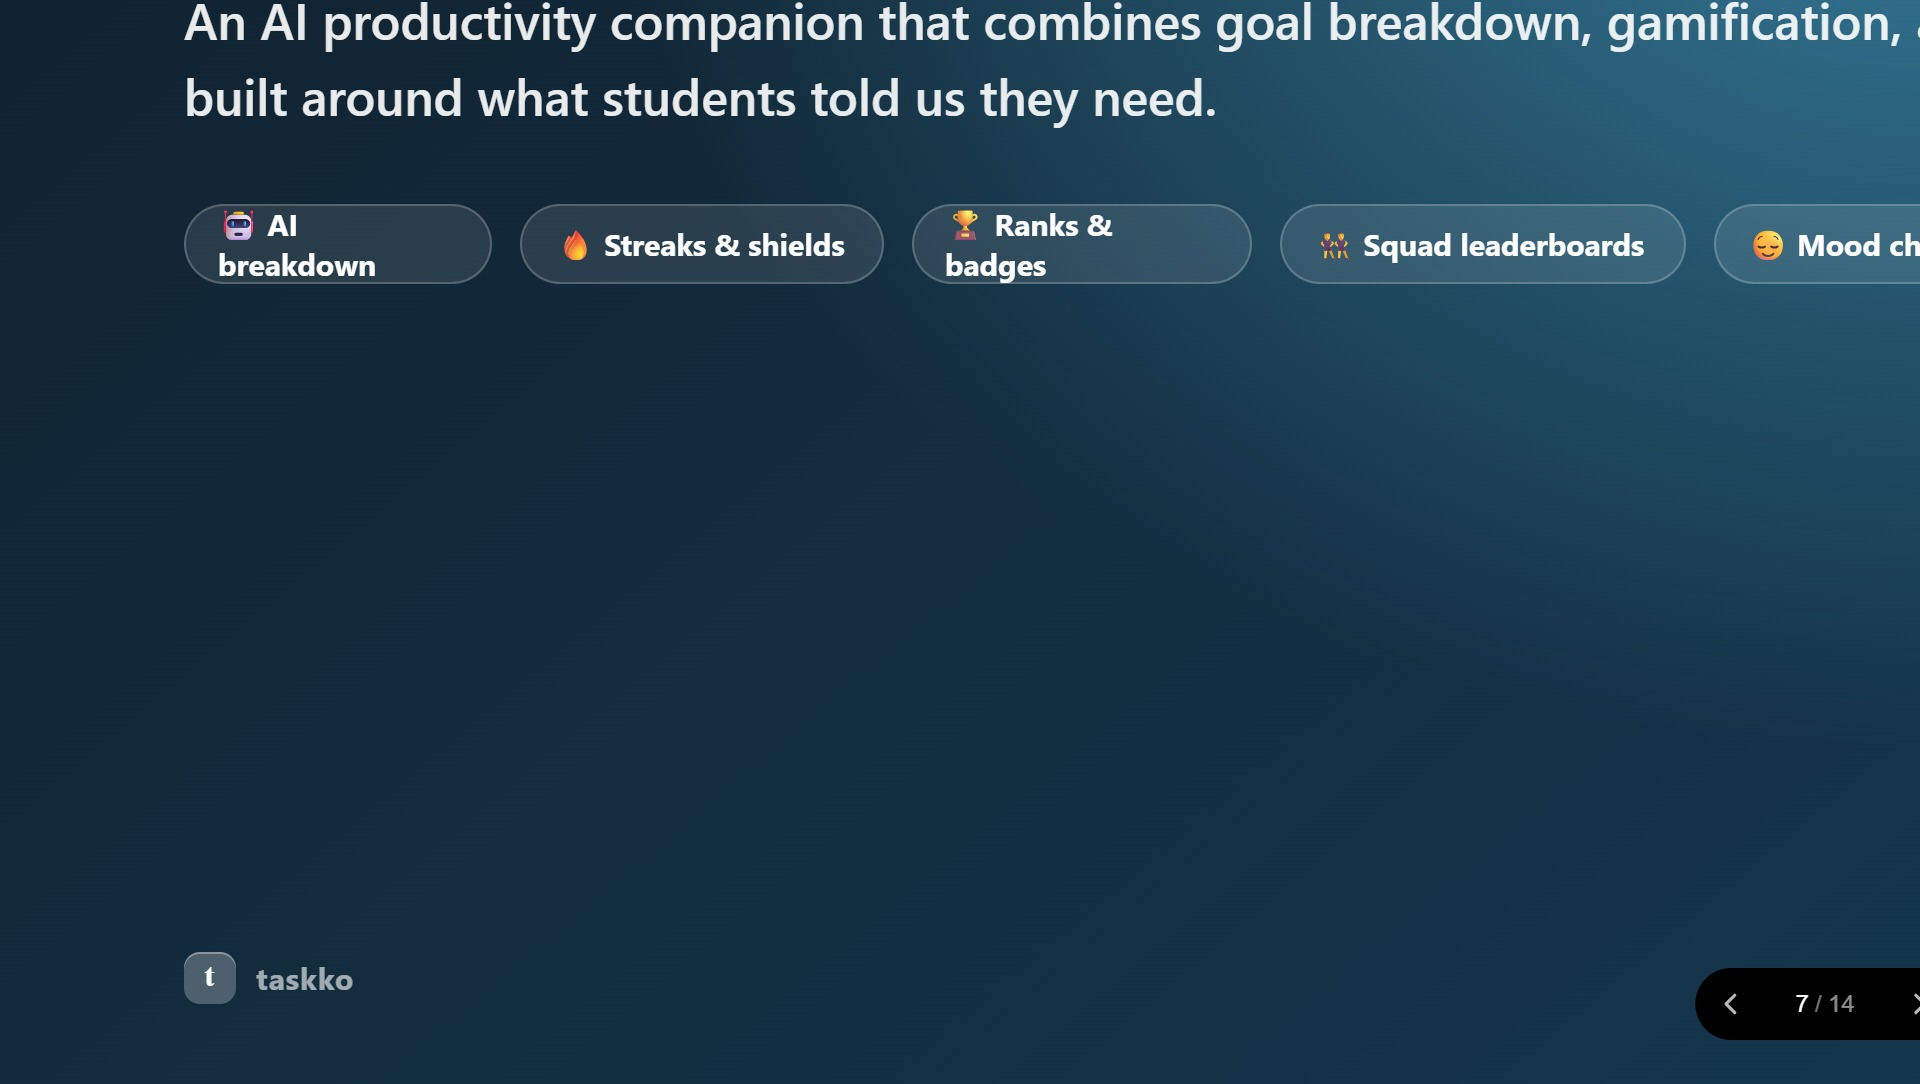 An AI productivity companion that combines goal breakdown, gamification,
built around what students told us they need.
AI
breakdown
Streaks & shields
Ranks &
badges
Squad leaderboards
Mood ch
t
taskko
7 / 14